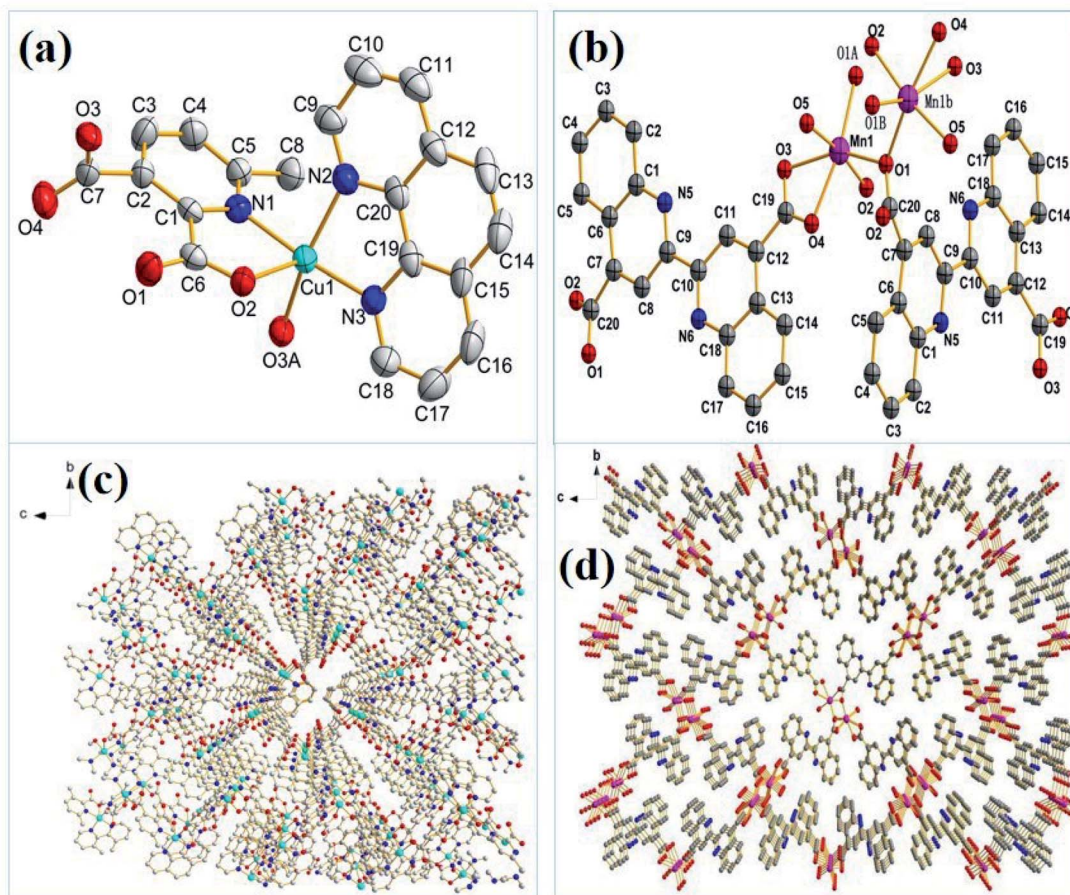 (a)
C10
C11
C9
O3
C3
C4
C12
C5
C8
C13
C7
N2
C2
O4
C1
N1
C20
C14
C19
C6
C15
O1
O2
Cu1
N3
C16
O3A
C18
C17
(b)
O2
O4
O1A
O3
C3
Mn1b
C16
C4
C2
O5
O1B
O5
C17
C15
Mn1
C1
O3
O1
C18
C5
N5
C19
O2
C20
N6
C14
C11
O4
O2
C8
C13
C6
C9
C12
C7
C9
C12
C7
C10
C10
C11
O2
C8
C13
C6
C20
N6
C14
C5
N5
C19
C18
C1
O1
C17
C15
C4
C2
O3
C16
C3
b
c
(c)
b
c
(d)